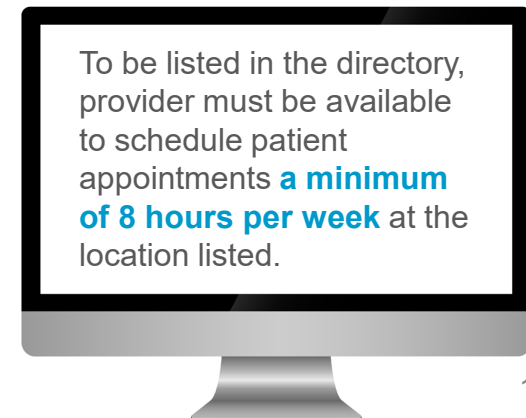 To be listed in the directory,
provider must be available
to schedule patient
appointments a minimum
of 8 hours per week at the
location listed.